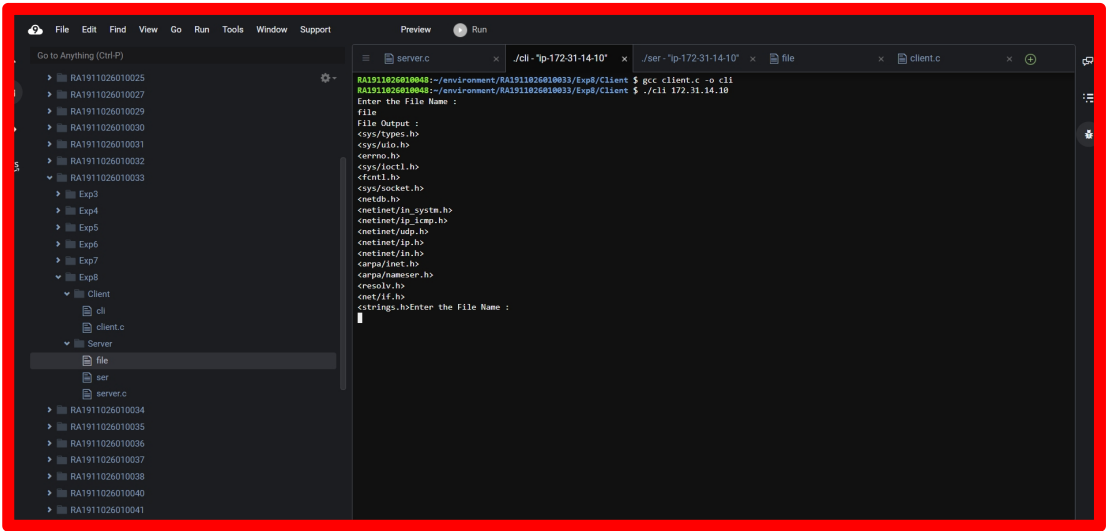 9 File Edit Find View Go Run Tools Window Support Preview Run
Go to Anything (Ctrl-P)
server.c × ./cli - "ip-172-31-14-10" × ./ser - "ip-172-31-14-10" × file × client.c ×
RA1911026010025
RA1911026010027
RA1911026010029
RA1911026010030
RA1911026010031
RA1911026010032
RA1911026010033
Exp3
Exp4
Exp5
Exp6
Exp7
Exp8
Client
cli
client.c
Server
file
ser
server.c
RA1911026010034
RA1911026010035
RA1911026010036
RA1911026010037
RA1911026010038
RA1911026010040
RA1911026010041
RA1911026010048:~/environment/RA1911026010033/Exp8/Client $ gcc client.c -o cli
RA1911026010048:~/environment/RA1911026010033/Exp8/Client $ ./cli 172.31.14.10
Enter the File Name :
file
File Output :
<sys/types.h>
<sys/uio.h>
<errno.h>
<sys/ioctl.h>
<fcntl.h>
<sys/socket.h>
<netdb.h>
<netinet/in_systm.h>
<netinet/ip_icmp.h>
<netinet/udp.h>
<netinet/ip.h>
<netinet/in.h>
<arpa/inet.h>
<arpa/nameser.h>
<resolv.h>
<net/if.h>
<strings.h>Enter the File Name :